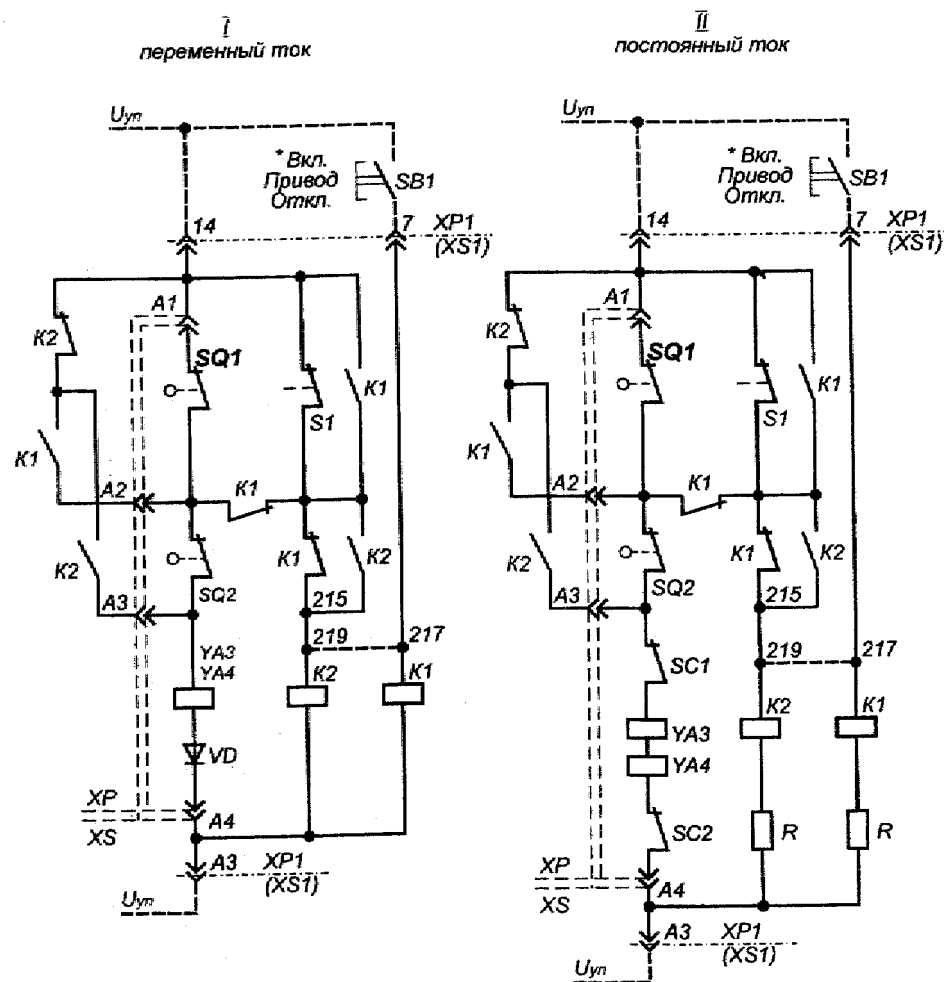 I
переменный ток
Uуп
* Вкл.
Привод
Откл.
SB1
14
7
XP1
(XS1)
A1
K2
SQ1
S1
K1
K1
A2
K1
K2
A3
SQ2
K1
K2
215
219
217
YA3
YA4
K2
K1
VD
XP
XS
A4
A3
XP1
(XS1)
Uуп
II
постоянный ток
Uуп
* Вкл.
Привод
Откл.
SB1
14
7
XP1
(XS1)
A1
K2
SQ1
S1
K1
K1
A2
K1
K2
A3
SQ2
K1
K2
215
219
217
SC1
YA3
YA4
K2
K1
SC2
R
R
XP
XS
A4
A3
XP1
(XS1)
Uуп